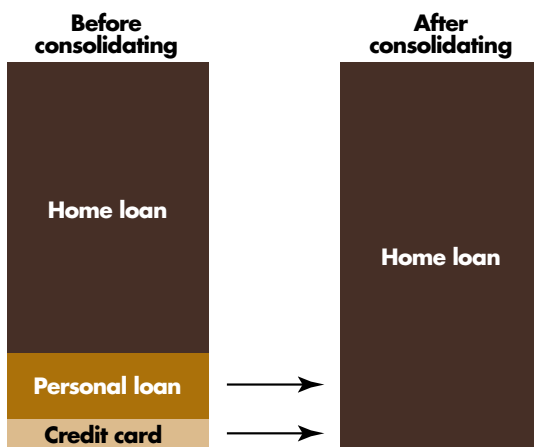 Before
consolidating
After
consolidating
Home loan
Home loan
Personal loan
Credit card